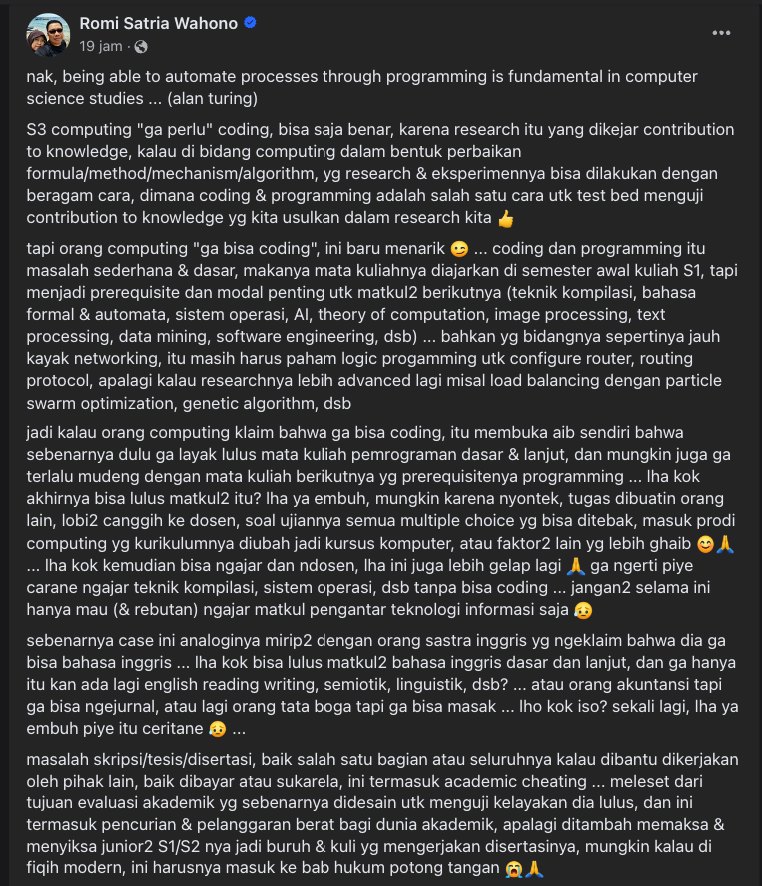 Romi Satria Wahono
19 jam ·
nak, being able to automate processes through programming is fundamental in computer
science studies ... (alan turing)
S3 computing "ga perlu" coding, bisa saja benar, karena research itu yang dikejar contribution
to knowledge, kalau di bidang computing dalam bentuk perbaikan
formula/method/mechanism/algorithm, yg research & eksperimennya bisa dilakukan dengan
beragam cara, dimana coding & programming adalah salah satu cara utk test bed menguji
contribution to knowledge yg kita usulkan dalam research kita 👍
tapi orang computing "ga bisa coding", ini baru menarik 😉 ... coding dan programming itu
masalah sederhana & dasar, makanya mata kuliahnya diajarkan di semester awal kuliah S1, tapi
menjadi prerequisite dan modal penting utk matkul2 berikutnya (teknik kompilasi, bahasa
formal & automata, sistem operasi, AI, theory of computation, image processing, text
processing, data mining, software engineering, dsb) ... bahkan yg bidangnya sepertinya jauh
kayak networking, itu masih harus paham logic progamming utk configure router, routing
protocol, apalagi kalau researchnya lebih advanced lagi misal load balancing dengan particle
swarm optimization, genetic algorithm, dsb
jadi kalau orang computing klaim bahwa ga bisa coding, itu membuka aib sendiri bahwa
sebenarnya dulu ga layak lulus mata kuliah pemrograman dasar & lanjut, dan mungkin juga ga
terlalu mudeng dengan mata kuliah berikutnya yg prerequisitenya programming ... lha kok
akhirnya bisa lulus matkul2 itu? lha ya embuh, mungkin karena nyontek, tugas dibuatin orang
lain, lobi2 canggih ke dosen, soal ujiannya semua multiple choice yg bisa ditebak, masuk prodi
computing yg kurikulumnya diubah jadi kursus komputer, atau faktor2 lain yg lebih ghaib 😊🙏
... lha kok kemudian bisa ngajar dan ndosen, lha ini juga lebih gelap lagi 🙏 ga ngerti piye
carane ngajar teknik kompilasi, sistem operasi, dsb tanpa bisa coding ... jangan2 selama ini
hanya mau (& rebutan) ngajar matkul pengantar teknologi informasi saja 😥
sebenarnya case ini analoginya mirip2 dengan orang sastra inggris yg ngeklaim bahwa dia ga
bisa bahasa inggris ... lha kok bisa lulus matkul2 bahasa inggris dasar dan lanjut, dan ga hanya
itu kan ada lagi english reading writing, semiotik, linguistik, dsb? ... atau orang akuntansi tapi
ga bisa ngejurnal, atau lagi orang tata boga tapi ga bisa masak ... lho kok iso? sekali lagi, lha ya
embuh piye itu ceritane 😥 ...
masalah skripsi/tesis/disertasi, baik salah satu bagian atau seluruhnya kalau dibantu dikerjakan
oleh pihak lain, baik dibayar atau sukarela, ini termasuk academic cheating ... meleset dari
tujuan evaluasi akademik yg sebenarnya didesain utk menguji kelayakan dia lulus, dan ini
termasuk pencurian & pelanggaran berat bagi dunia akademik, apalagi ditambah memaksa &
menyiksa junior2 S1/S2 nya jadi buruh & kuli yg mengerjakan disertasinya, mungkin kalau di
fiqih modern, ini harusnya masuk ke bab hukum potong tangan 😭🙏